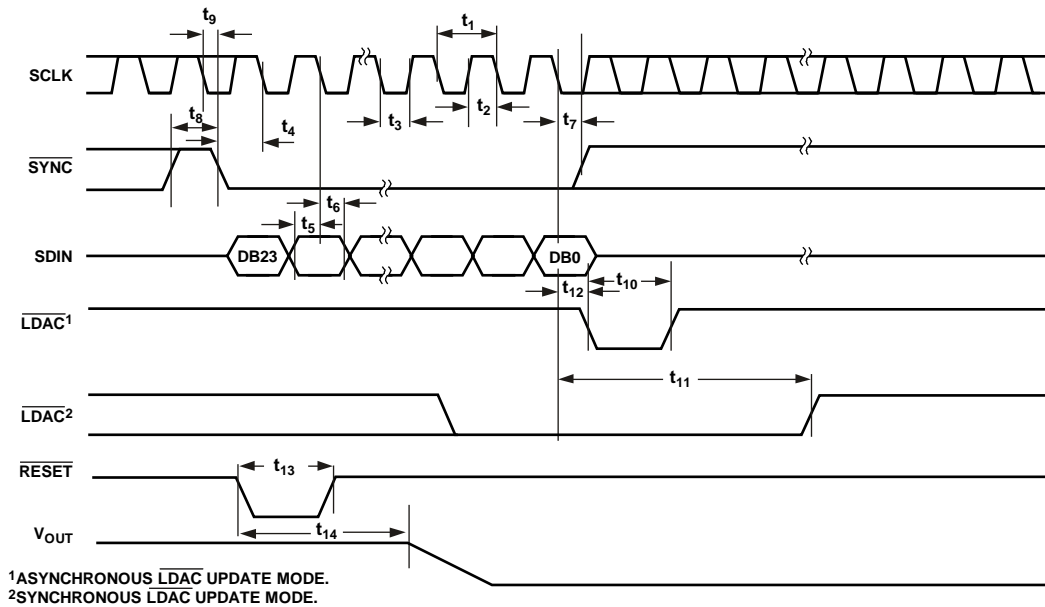 t9
t1
SCLK
t8
t4
t3
t2
t7
SYNC
t6
t5
SDIN
DB23
DB0
t12
t10
LDAC1
t11
LDAC2
RESET
t13
t14
VOUT
1ASYNCHRONOUS LDAC UPDATE MODE.
2SYNCHRONOUS LDAC UPDATE MODE.